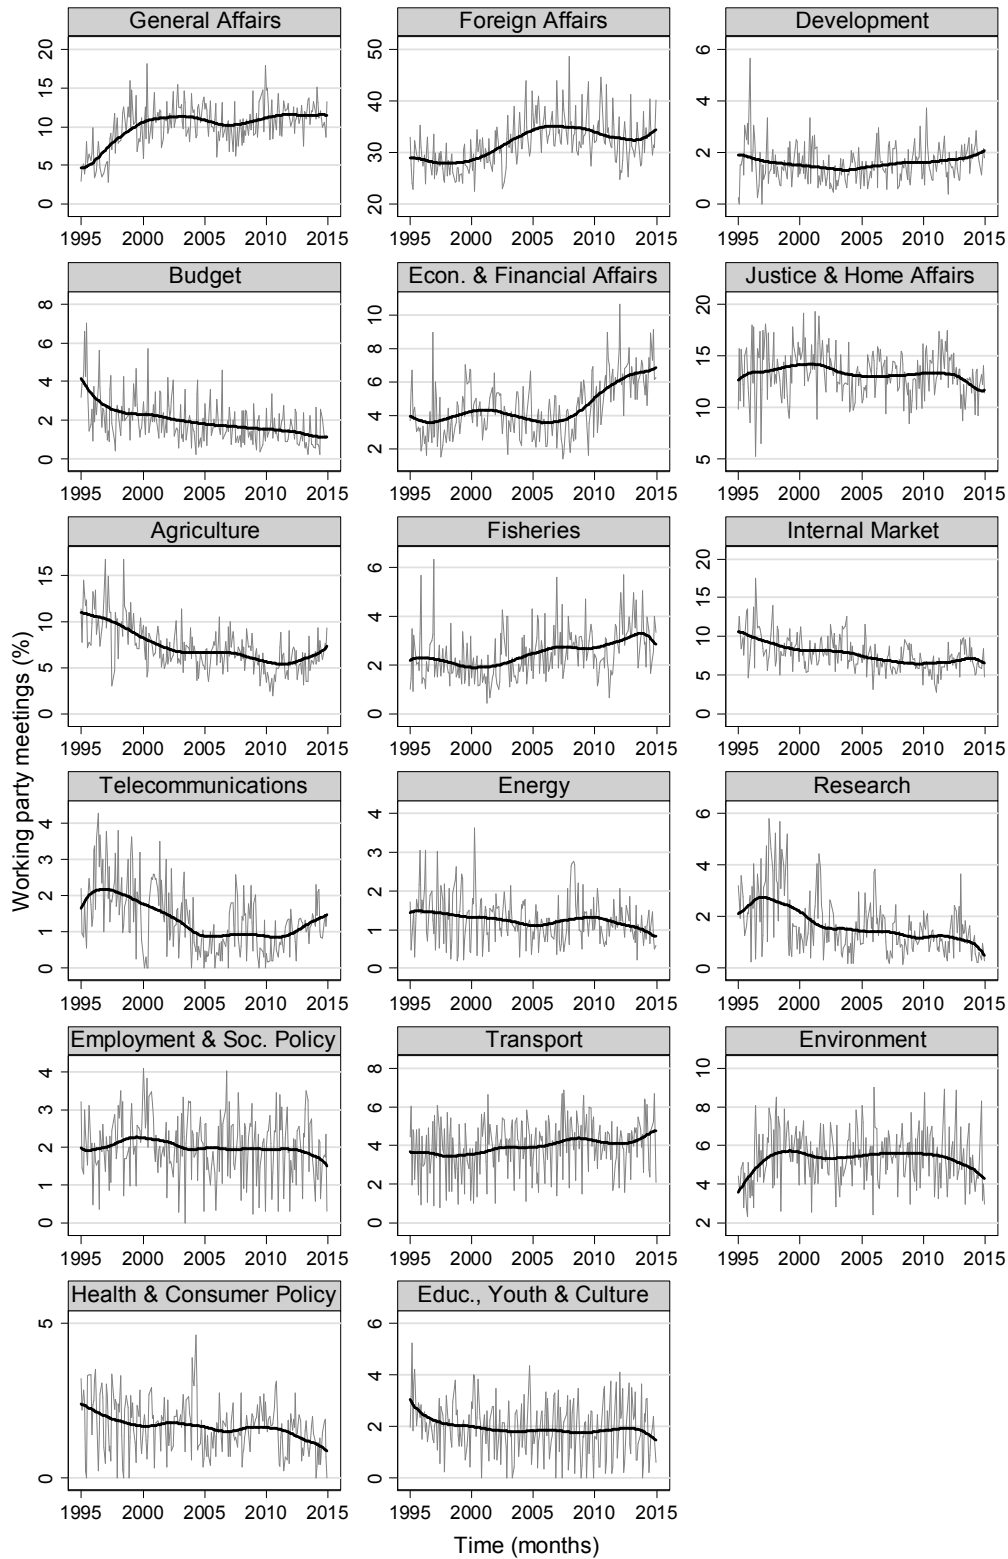 General Affairs
Foreign Affairs
Development
20
15
10
5
0
50
40
30
20
6
4
2
0
1995 2000 2005 2010 2015
1995 2000 2005 2010 2015
1995 2000 2005 2010 2015
Budget
Econ. & Financial Affairs
Justice & Home Affairs
8
6
4
2
0
10
8
6
4
2
20
15
10
5
1995 2000 2005 2010 2015
1995 2000 2005 2010 2015
1995 2000 2005 2010 2015
Agriculture
Fisheries
Internal Market
15
10
5
0
6
4
2
0
20
15
10
5
0
1995 2000 2005 2010 2015
1995 2000 2005 2010 2015
1995 2000 2005 2010 2015
Working party meetings (%)
Telecommunications
Energy
Research
4
3
2
1
0
4
3
2
1
0
6
4
2
0
1995 2000 2005 2010 2015
1995 2000 2005 2010 2015
1995 2000 2005 2010 2015
Employment & Soc. Policy
Transport
Environment
4
3
2
1
0
8
6
4
2
0
10
8
6
4
2
1995 2000 2005 2010 2015
1995 2000 2005 2010 2015
1995 2000 2005 2010 2015
Health & Consumer Policy
Educ., Youth & Culture
5
0
6
4
2
0
1995 2000 2005 2010 2015
1995 2000 2005 2010 2015
Time (months)